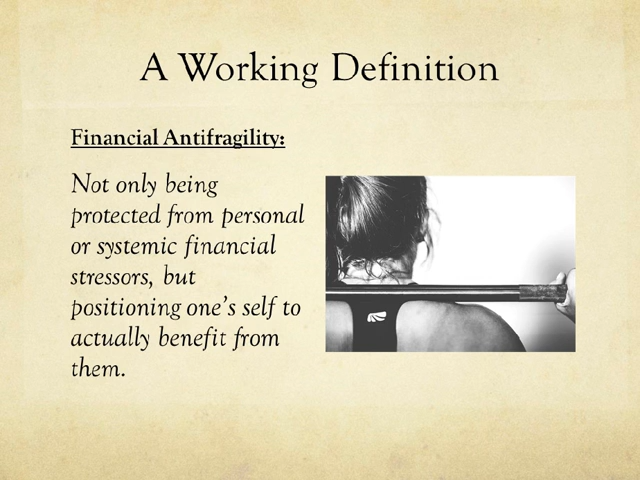 A Working Definition
Financial Antifragility:
Not only being
protected from personal
or systemic financial
stressors, but
positioning one's self to
actually benefit from
them.